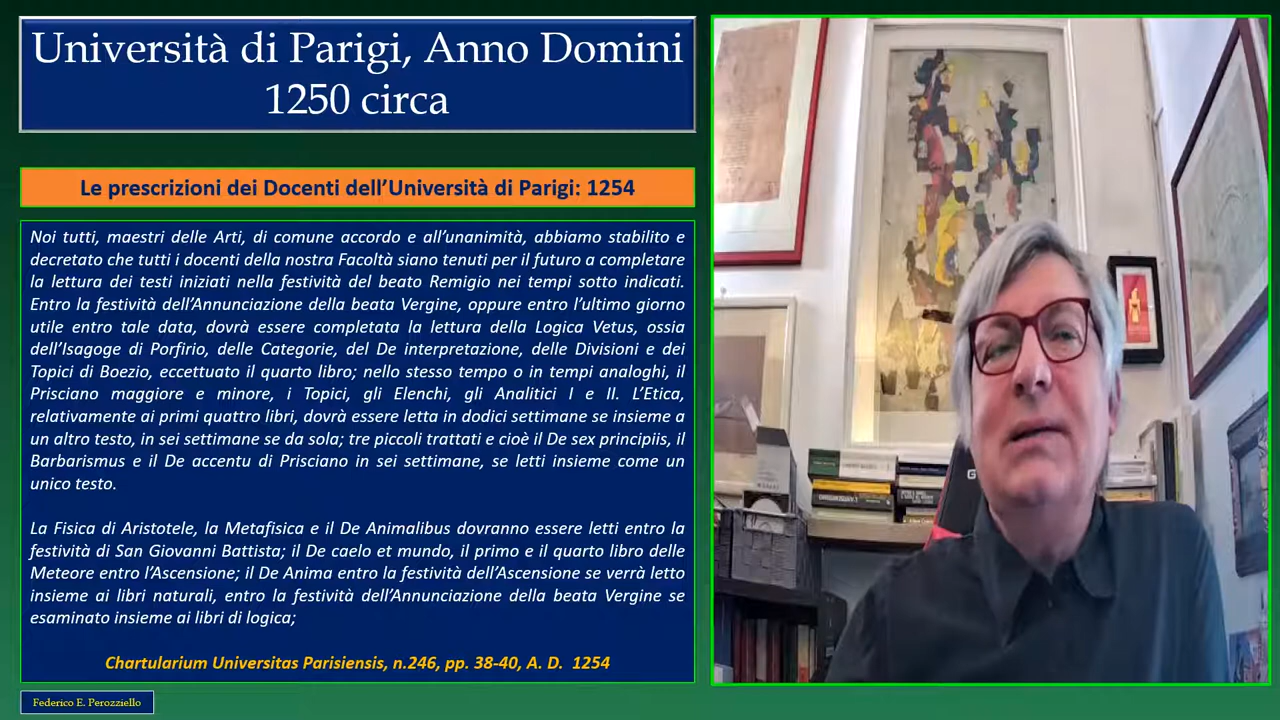 Università di Parigi, Anno Domini
1250 circa
Le prescrizioni dei Docenti dell'Università di Parigi: 1254
Noi tutti, maestri delle Arti, di comune accordo e all'unanimità, abbiamo stabilito e
decretato che tutti i docenti della nostra Facoltà siano tenuti per il futuro a completare
la lettura dei testi iniziati nella festività del beato Remigio nei tempi sotto indicati.
Entro la festività dell'Annunciazione della beata Vergine, oppure entro l'ultimo giorno
utile entro tale data, dovrà essere completata la lettura della Logica Vetus, ossia
dell'Isagoge di Porfirio, delle Categorie, del De interpretazione, delle Divisioni e dei
Topici di Boezio, eccettuato il quarto libro; nello stesso tempo o in tempi analoghi, il
Prisciano maggiore e minore, i Topici, gli Elenchi, gli Analitici I e II. L'Etica,
relativamente ai primi quattro libri, dovrà essere letta in dodici settimane se insieme a
un altro testo, in sei settimane se da sola; tre piccoli trattati e cioè il De sex principiis, il
Barbarismus e il De accentu di Prisciano in sei settimane, se letti insieme come un
unico testo.
La Fisica di Aristotele, la Metafisica e il De Animalibus dovranno essere letti entro la
festività di San Giovanni Battista; il De caelo et mundo, il primo e il quarto libro delle
Meteore entro l'Ascensione; il De Anima entro la festività dell'Ascensione se verrà letto
insieme ai libri naturali, entro la festività dell'Annunciazione della beata Vergine se
esaminato insieme ai libri di logica;
Chartularium Universitas Parisiensis, n.246, pp. 38-40, A. D. 1254
Federico E. Perozziello